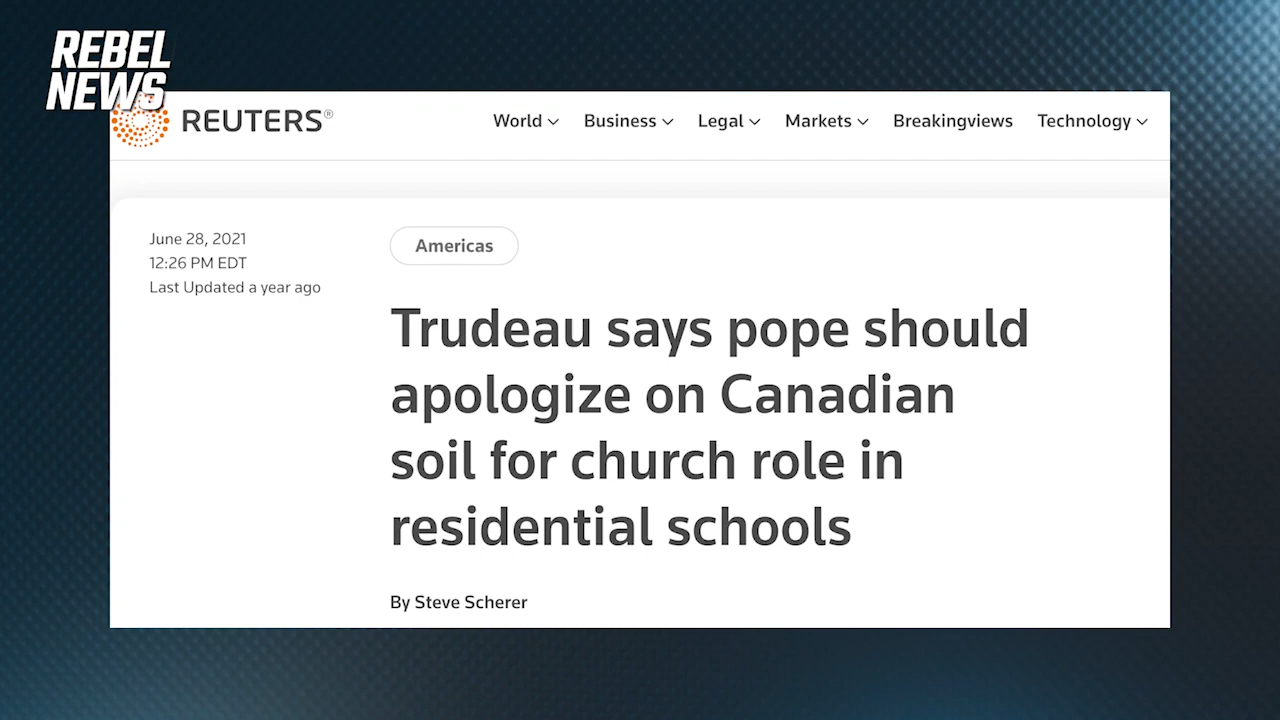 REBEL
NEWS
REUTERS®
World Business Legal Markets Breakingviews Technology
June 28, 2021
12:26 PM EDT
Last Updated a year ago
Americas
Trudeau says pope should
apologize on Canadian
soil for church role in
residential schools
By Steve Scherer